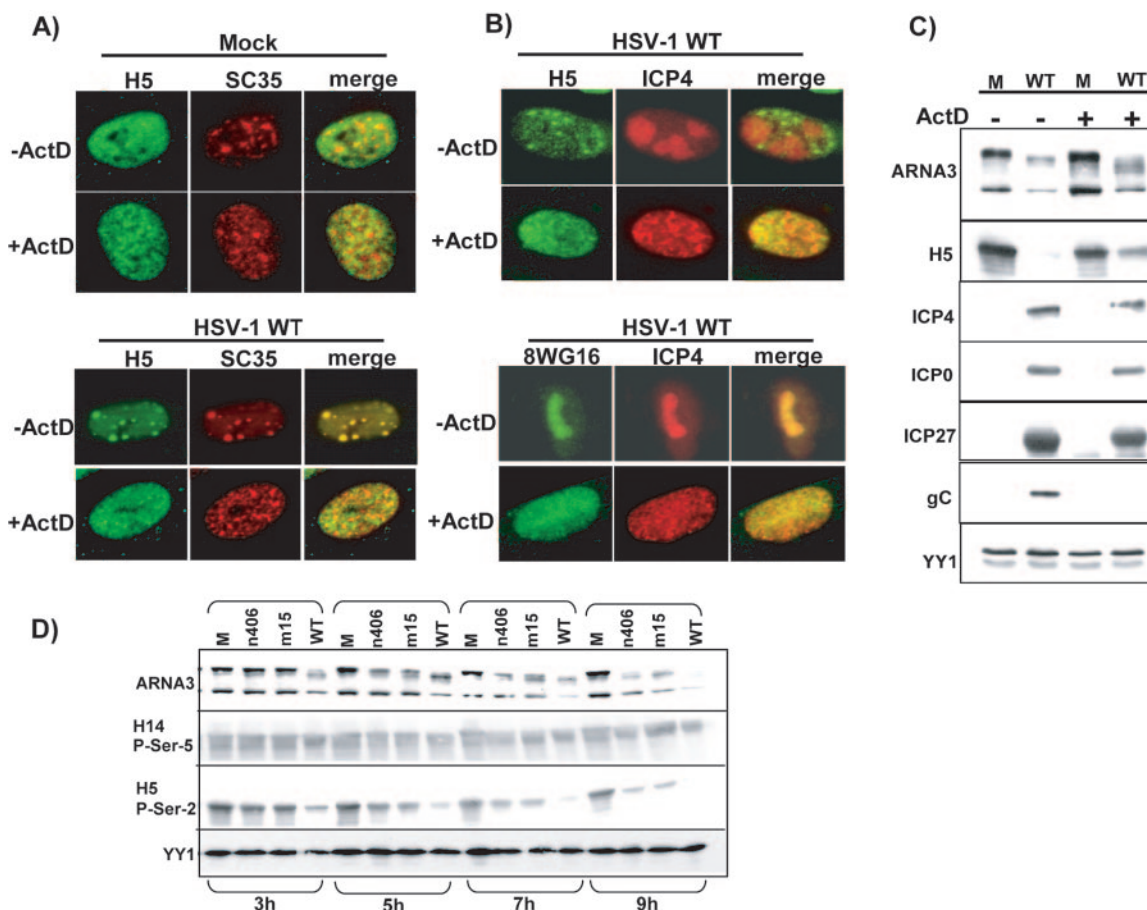 A)
Mock
H5 SC35 merge
-ActD
+ActD
HSV-1 WT
H5 SC35 merge
-ActD
+ActD
B)
HSV-1 WT
H5 ICP4 merge
-ActD
+ActD
HSV-1 WT
8WG16 ICP4 merge
-ActD
+ActD
C)
M WT M WT
ActD - - + +
ARNA3
H5
ICP4
ICP0
ICP27
gC
YY1
D)
M n406 m15 WT M n406 m15 WT M n406 m15 WT M n406 m15 WT
ARNA3
H14
P-Ser-5
H5
P-Ser-2
YY1
3h 5h 7h 9h